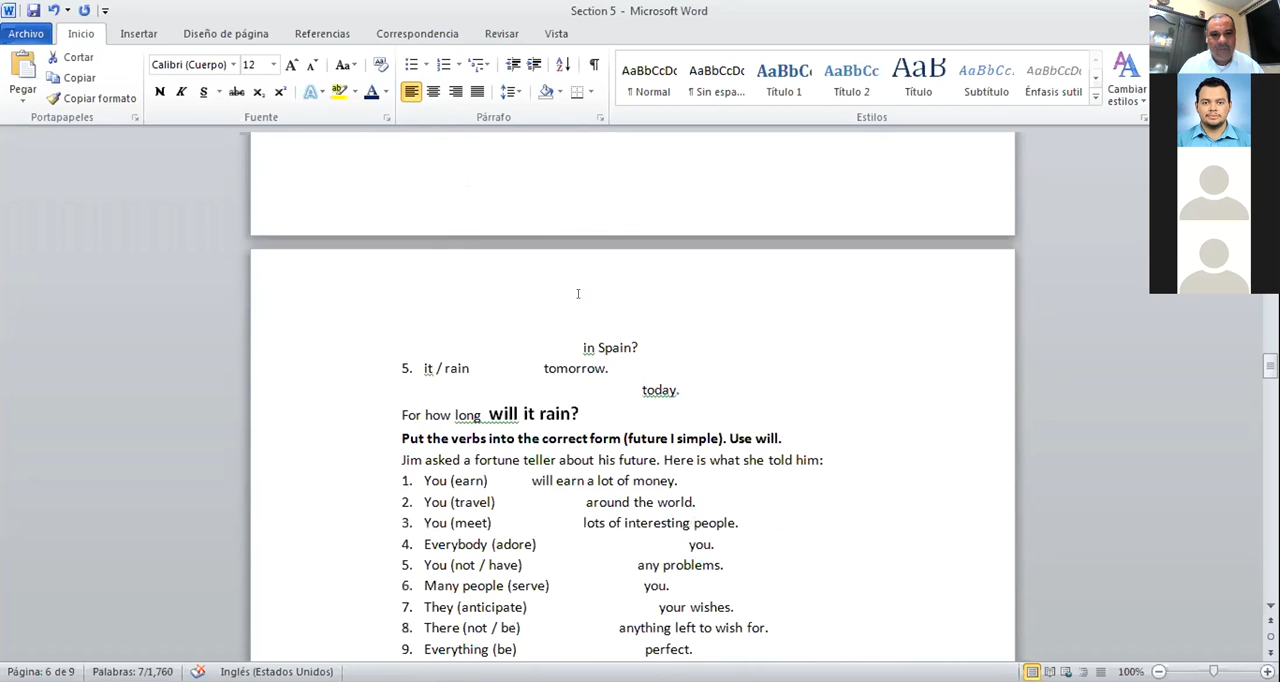 Section 5 - Microsoft Word
Archivo Inicio Insertar Diseño de página Referencias Correspondencia Revisar Vista
Pegar
Cortar
Copiar
Copiar formato
Portapapeles
Calibri (Cuerpo) 12
Fuente
Párrafo
AaBbCcDc AaBbCcDc AaBbC AaBbCc AaB AaBbCc. AaBbCcDc
¶ Normal ¶ Sin espa... Título 1 Título 2 Título Subtítulo Énfasis sutil
Cambiar estilos
Estilos
in Spain?
5. it / rain tomorrow.
today.
For how long will it rain?
Put the verbs into the correct form (future I simple). Use will.
Jim asked a fortune teller about his future. Here is what she told him:
1. You (earn) will earn a lot of money.
2. You (travel) around the world.
3. You (meet) lots of interesting people.
4. Everybody (adore) you.
5. You (not / have) any problems.
6. Many people (serve) you.
7. They (anticipate) your wishes.
8. There (not / be) anything left to wish for.
9. Everything (be) perfect.
Página: 6 de 9 Palabras: 7/1,760 Inglés (Estados Unidos) 100%